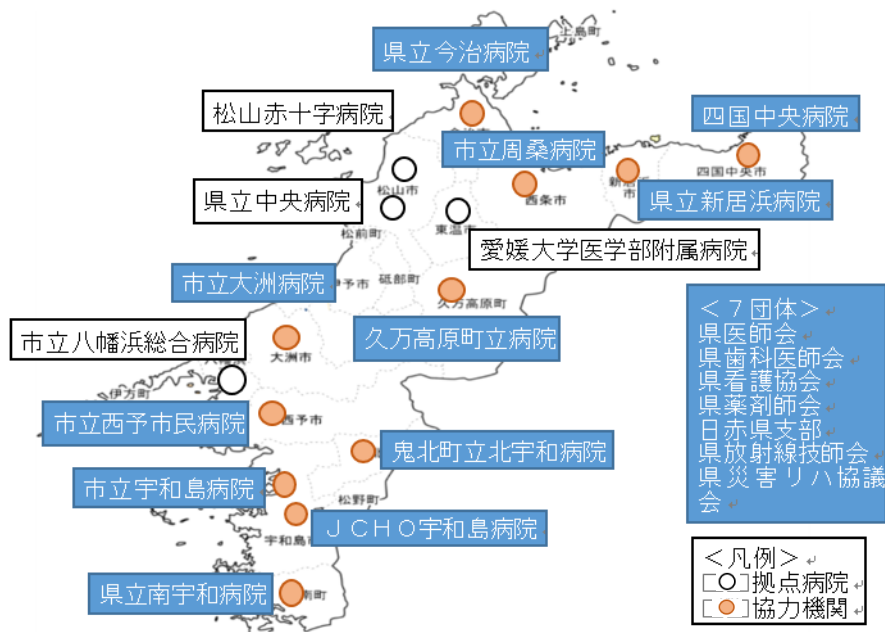 上島町
県立今治病院
松山赤十字病院
四国中央病院
市立周桑病院
四国中央市
松山市
西条市
県立新居浜病院
県立中央病院
東温市
松前町
愛媛大学医学部附属病院
市立大洲病院
砥部町
久万高原町
久万高原町立病院
市立八幡浜総合病院
大洲市
伊方町
市立西予市民病院
西予市
鬼北町立北宇和病院
市立宇和島病院
松野町
JCHO宇和島病院
県立南宇和病院
<7団体>
県医師会
県歯科医師会
県看護協会
県薬剤師会
日赤県支部
県放射線技師会
県災害リハ協議
会
<凡例>
拠点病院
協力機関